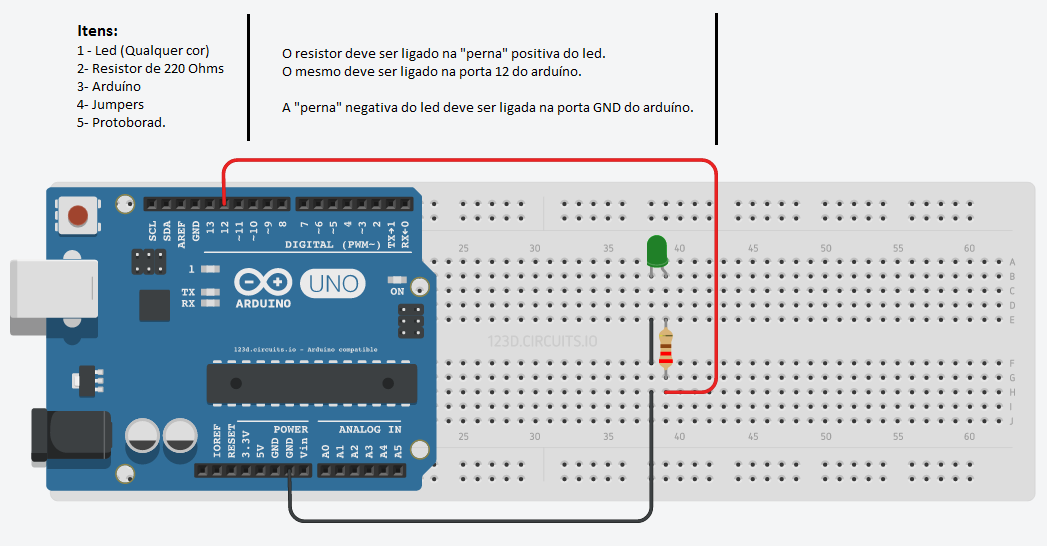 Itens:
1 - Led (Qualquer cor)
2- Resistor de 220 Ohms
3- Arduíno
4- Jumpers
5- Protoborad.
O resistor deve ser ligado na "perna" positiva do led.
O mesmo deve ser ligado na porta 12 do arduíno.
A "perna" negativa do led deve ser ligada na porta GND do arduíno.
SCL SDA AREF GND 13 12 ~11 ~10 ~9 8 7 ~6 ~5 4 ~3 2 TX→1 RX←0
DIGITAL (PWM~)
1
TX
RX
ARDUINO
UNO
ON
123d.circuits.io - Arduino compatible
POWER
ANALOG IN
IOREF RESET 3.3V 5V GND GND Vin A0 A1 A2 A3 A4 A5
25 30 40 45 50 55 60
A
B
C
D
E
123D.CIRCUITS.IO
F
G
H
I
J
25 30 40 45 50 55 60